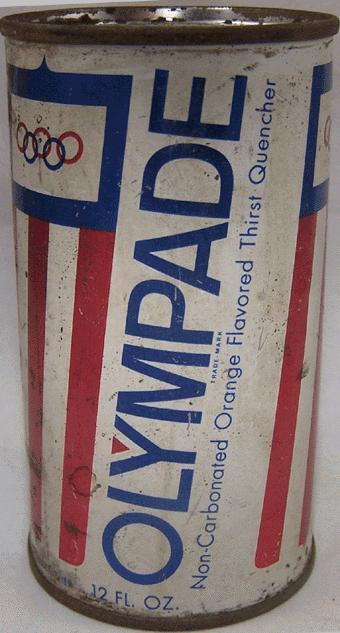 OLYMPADE
TRADE-MARK
Non-Carbonated Orange Flavored Thirst Quencher
12 FL. OZ.